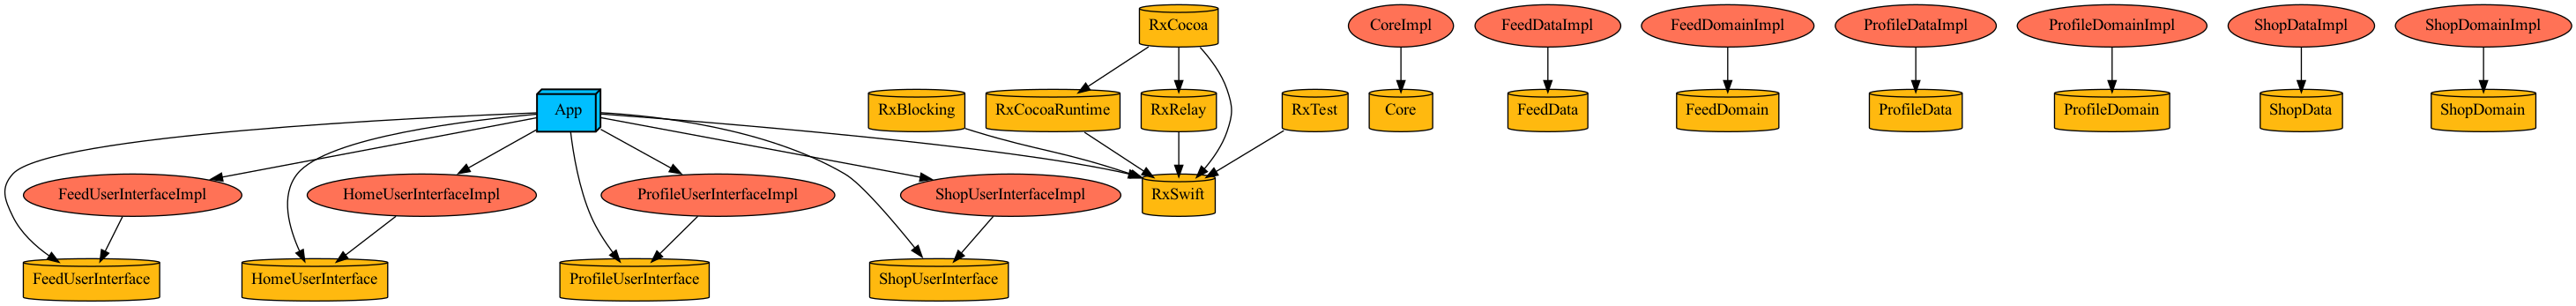 RxCocoa
CoreImpl
FeedDataImpl
FeedDomainImpl
ProfileDataImpl
ProfileDomainImpl
ShopDataImpl
ShopDomainImpl
App
RxBlocking
RxCocoaRuntime
RxRelay
RxTest
Core
FeedData
FeedDomain
ProfileData
ProfileDomain
ShopData
ShopDomain
FeedUserInterfaceImpl
HomeUserInterfaceImpl
ProfileUserInterfaceImpl
ShopUserInterfaceImpl
RxSwift
FeedUserInterface
HomeUserInterface
ProfileUserInterface
ShopUserInterface